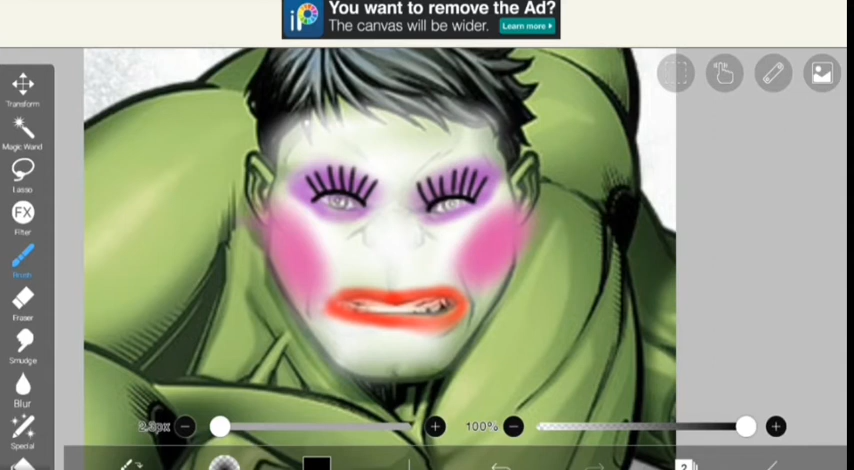 iP
You want to remove the Ad?
The canvas will be wider.
Learn more
Transform
Magic Wand
Lasso
FX
Filter
Brush
Eraser
Smudge
Blur
Special
100%
?